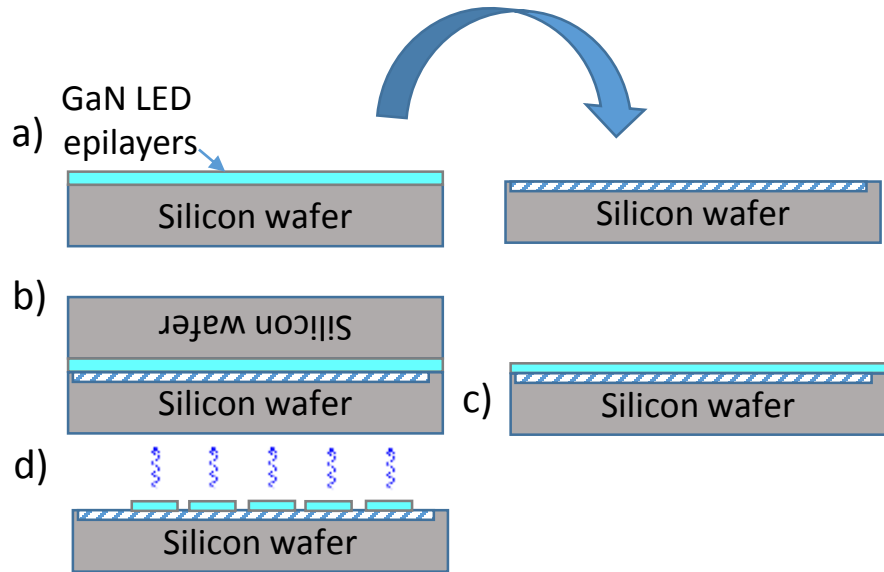 GaN LED
a) epilayers
Silicon wafer
Silicon wafer
b)
Silicon wafer
Silicon wafer
c)
Silicon wafer
d)
Silicon wafer